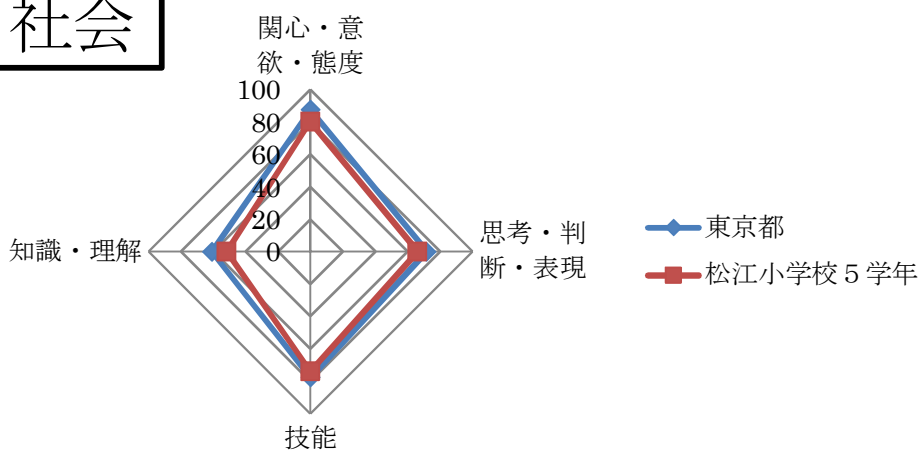 社会
関心・意
欲・態度
100
80
60
40
20
0
知識・理解
思考・判
断・表現
技能
東京都
松江小学校５学年